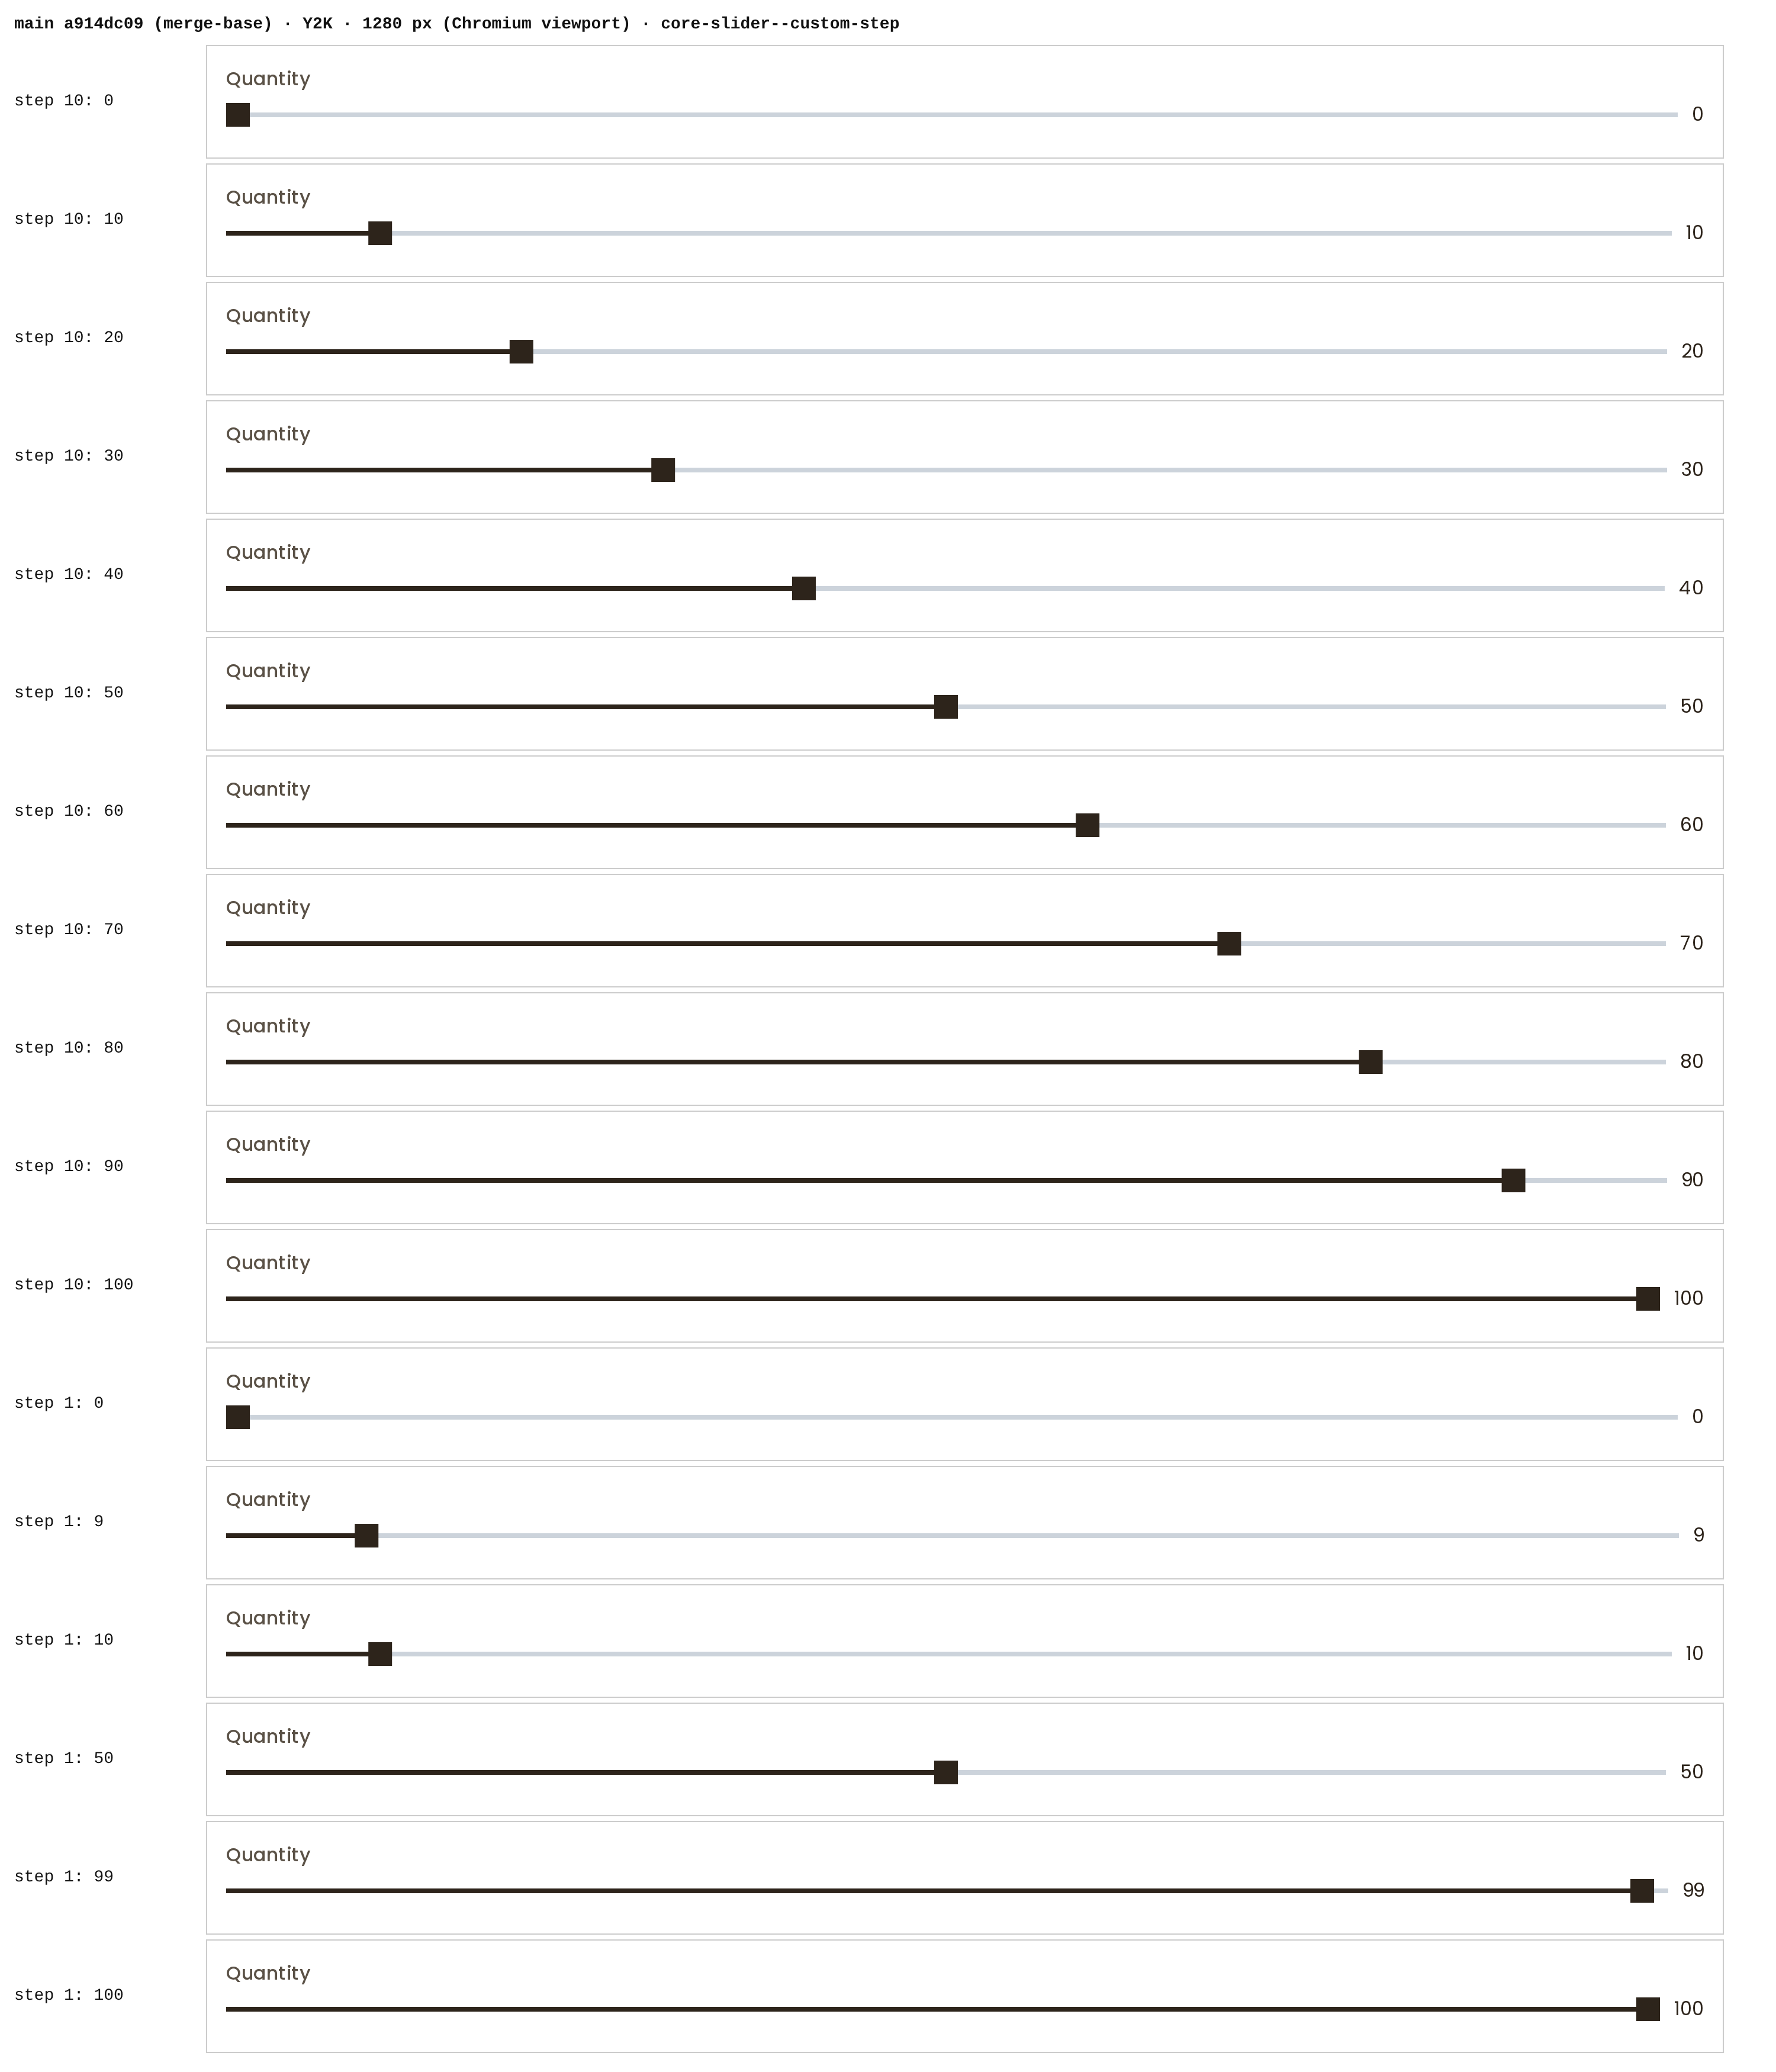 main a914dc09 (merge-base) · Y2K · 1280 px (Chromium viewport) · core-slider--custom-step
Quantity
step 10: 0 0
Quantity
step 10: 10 10
Quantity
step 10: 20 20
Quantity
step 10: 30 30
Quantity
step 10: 40 40
Quantity
step 10: 50 50
Quantity
step 10: 60 60
Quantity
step 10: 70 70
Quantity
step 10: 80 80
Quantity
step 10: 90 90
Quantity
step 10: 100 100
Quantity
step 1: 0 0
Quantity
step 1: 9 9
Quantity
step 1: 10 10
Quantity
step 1: 50 50
Quantity
step 1: 99 99
Quantity
step 1: 100 100